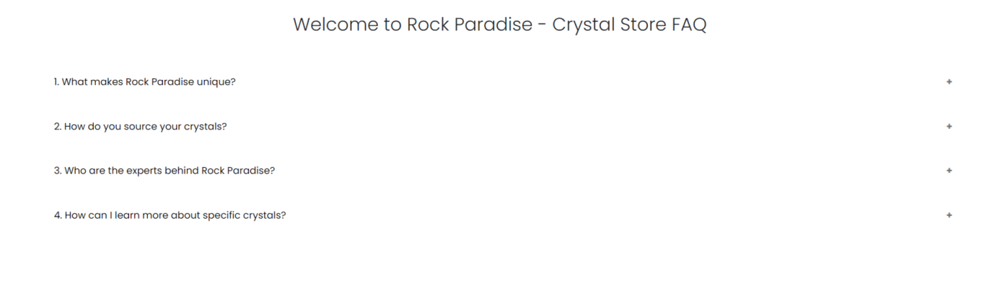 Welcome to Rock Paradise - Crystal Store FAQ
1. What makes Rock Paradise unique?
+
2. How do you source your crystals?
+
3. Who are the experts behind Rock Paradise?
+
4. How can I learn more about specific crystals?
+